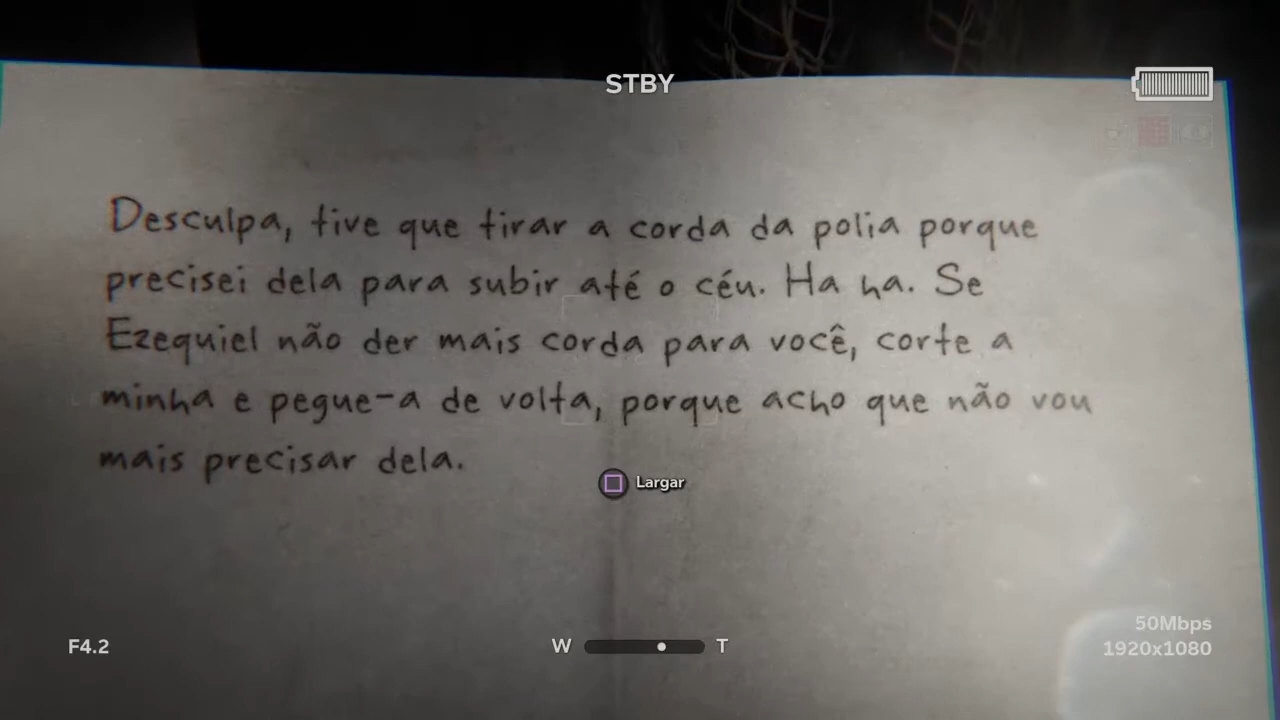 STBY
Desculpa, tive que tirar a corda da polia porque
precisei dela para subir até o céu. Ha ha. Se
Ezequiel não der mais corda para você, corte a
minha e pegue-a de volta, porque acho que não vou
mais precisar dela.
Largar
F4.2
W T
50Mbps
1920x1080